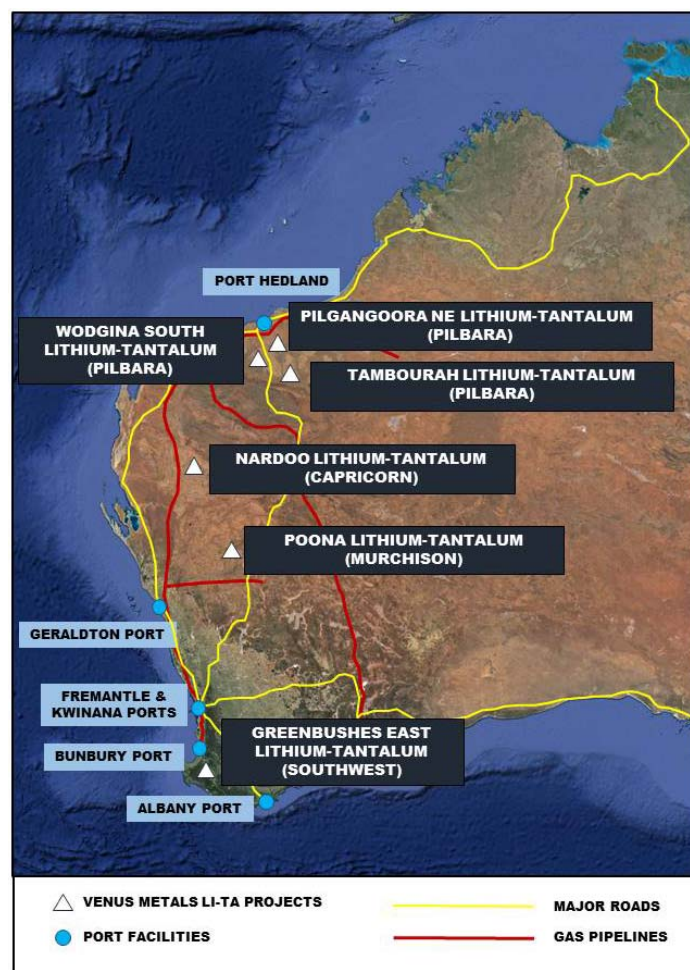 PORT HEDLAND
PILGANGOORA NE LITHIUM-TANTALUM
(PILBARA)
WODGINA SOUTH
LITHIUM-TANTALUM
(PILBARA)
TAMBOURAH LITHIUM-TANTALUM
(PILBARA)
NARDOO LITHIUM-TANTALUM
(CAPRICORN)
POONA LITHIUM-TANTALUM
(MURCHISON)
GERALDTON PORT
FREMANTLE &
KWINANA PORTS
GREENBUSHES EAST
LITHIUM-TANTALUM
(SOUTHWEST)
BUNBURY PORT
ALBANY PORT
VENUS METALS LI-TA PROJECTS
MAJOR ROADS
PORT FACILITIES
GAS PIPELINES